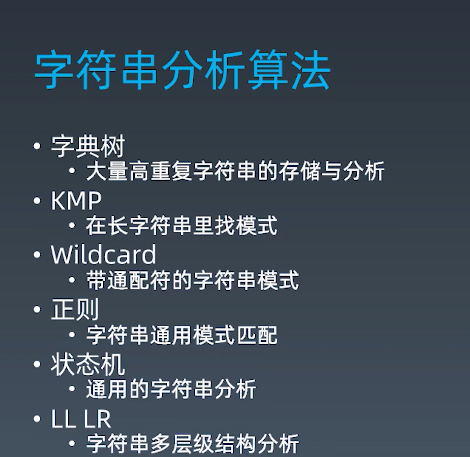 字符串分析算法
• 字典树
• 大量高重复字符串的存储与分析
• KMP
• 在长字符串里找模式
• Wildcard
• 带通配符的字符串模式
• 正则
• 字符串通用模式匹配
• 状态机
• 通用的字符串分析
• LL LR
• 字符串多层级结构分析